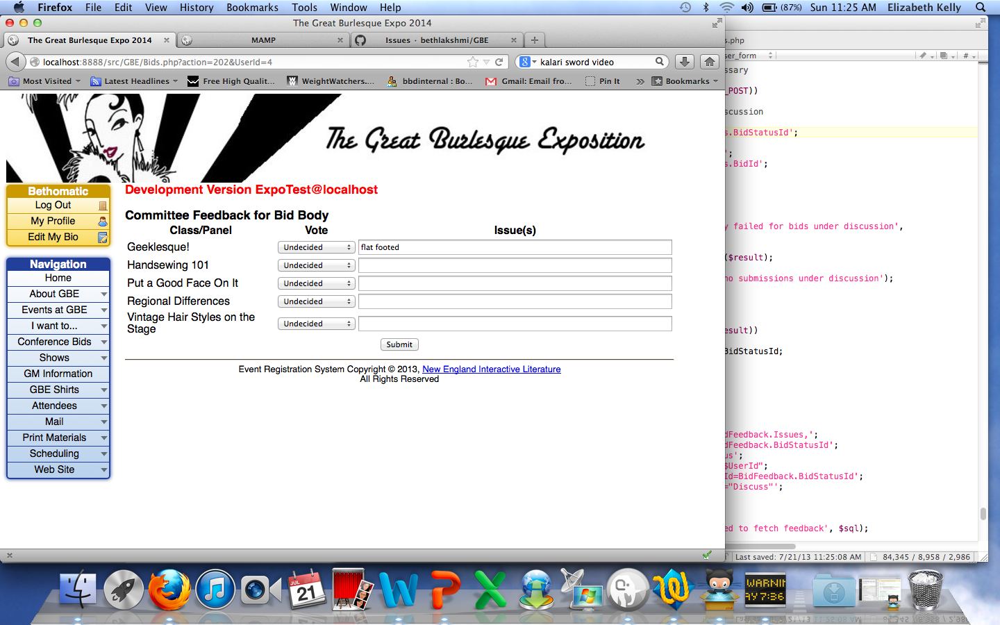 Firefox File Edit View History Bookmarks Tools Window Help (87%) Sun 11:25 AM Elizabeth Kelly
The Great Burlesque Expo 2014
The Great Burlesque Expo 2014 MAMP Issues · bethlakshmi/GBE
localhost:8888/src/GBE/Bids.php?action=202&UserId=4 kalari sword video
Most Visited Latest Headlines Free High Qualit... WeightWatchers.... bbdinternal : Bo... Gmail: Email fro... Pin It » Bookmarks
The Great Burlesque Exposition
Bethomatic
Log Out
My Profile
Edit My Bio
Navigation
Home
About GBE
Events at GBE
I want to...
Conference Bids
Shows
GM Information
GBE Shirts
Attendees
Mail
Print Materials
Scheduling
Web Site
Development Version ExpoTest@localhost
Committee Feedback for Bid Body
Class/Panel Vote Issue(s)
Geeklesque! Undecided flat footed
Handsewing 101 Undecided
Put a Good Face On It Undecided
Regional Differences Undecided
Vintage Hair Styles on the
Stage Undecided
Submit
Event Registration System Copyright © 2013, New England Interactive Literature
All Rights Reserved
s.php
ser_form #
ssary
_POST))
scussion
s.BidStatusId';
';
s.BidId';
y failed for bids under discussion',
($result);
no submissions under discussion');
esult))
BidStatusId;
dFeedback.Issues,';
dFeedback.BidStatusId';
us';
$UserId";
Id=BidFeedback.BidStatusId';
="Discuss"';
ed to fetch feedback', $sql);
Last saved: 7/21/13 11:25:08 AM 84,345 / 8,958 / 2,986
JUL
21
WARNIN
AY 7:36